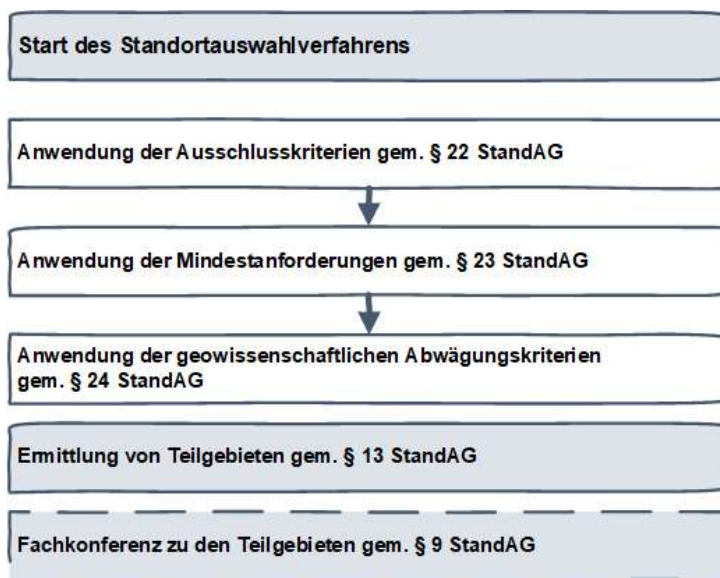 Start des Standortauswahlverfahrens
Anwendung der Ausschlusskriterien gem. § 22 StandAG
Anwendung der Mindestanforderungen gem. § 23 StandAG
Anwendung der geowissenschaftlichen Abwägungskriterien
gem. § 24 StandAG
Ermittlung von Teilgebieten gem. § 13 StandAG
Fachkonferenz zu den Teilgebieten gem. § 9 StandAG